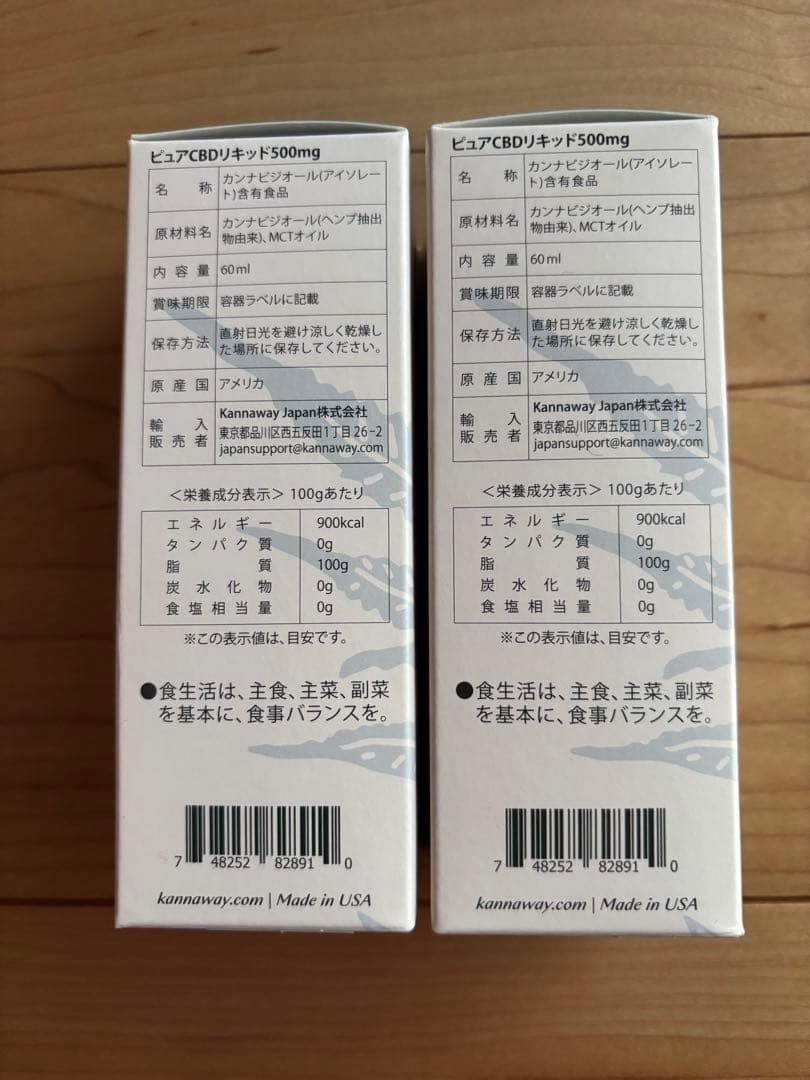 ピュアCBDリキッド500mg
名称 カンナビジオール(アイソレー
ト)含有食品
原材料名 カンナビジオール(ヘンプ抽出
物由来)、MCTオイル
内容量 60ml
賞味期限 容器ラベルに記載
保存方法 直射日光を避け涼しく乾燥し
た場所に保存してください。
原産国 アメリカ
輸入 Kannaway Japan株式会社
販売者 東京都品川区西五反田1丁目26-2
japansupport@kannaway.com
<栄養成分表示> 100gあたり
エネルギー 900kcal
タンパク質 0g
脂質 100g
炭水化物 0g
食塩相当量 0g
※この表示値は、目安です。
●食生活は、主食、主菜、副菜
を基本に、食事バランスを。
7 48252 82891 0
kannaway.com | Made in USA
ピュアCBDリキッド500mg
名称 カンナビジオール(アイソレー
ト)含有食品
原材料名 カンナビジオール(ヘンプ抽出
物由来)、MCTオイル
内容量 60ml
賞味期限 容器ラベルに記載
保存方法 直射日光を避け涼しく乾燥し
た場所に保存してください。
原産国 アメリカ
輸入 Kannaway Japan株式会社
販売者 東京都品川区西五反田1丁目26-2
japansupport@kannaway.com
<栄養成分表示> 100gあたり
エネルギー 900kcal
タンパク質 0g
脂質 100g
炭水化物 0g
食塩相当量 0g
※この表示値は、目安です。
●食生活は、主食、主菜、副菜
を基本に、食事バランスを。
7 48252 82891 0
kannaway.com | Made in USA